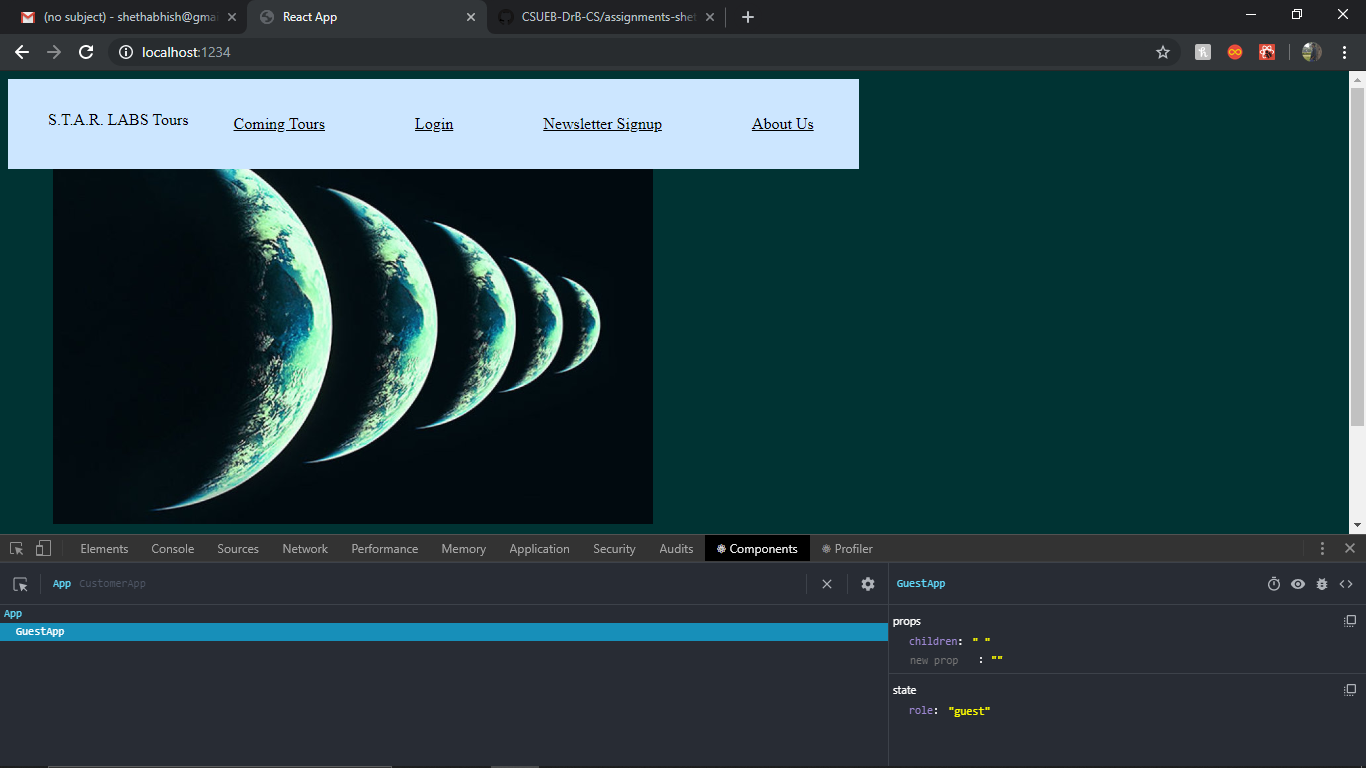 (no subject) - shethabhish@gma
React App
CSUEB-DrB-CS/assignments-shet
localhost:1234
S.T.A.R. LABS Tours
Coming Tours
Login
Newsletter Signup
About Us
Elements
Console
Sources
Network
Performance
Memory
Application
Security
Audits
Components
Profiler
App CustomerApp
GuestApp
App
GuestApp
props
children: " "
new prop : ""
state
role: "guest"